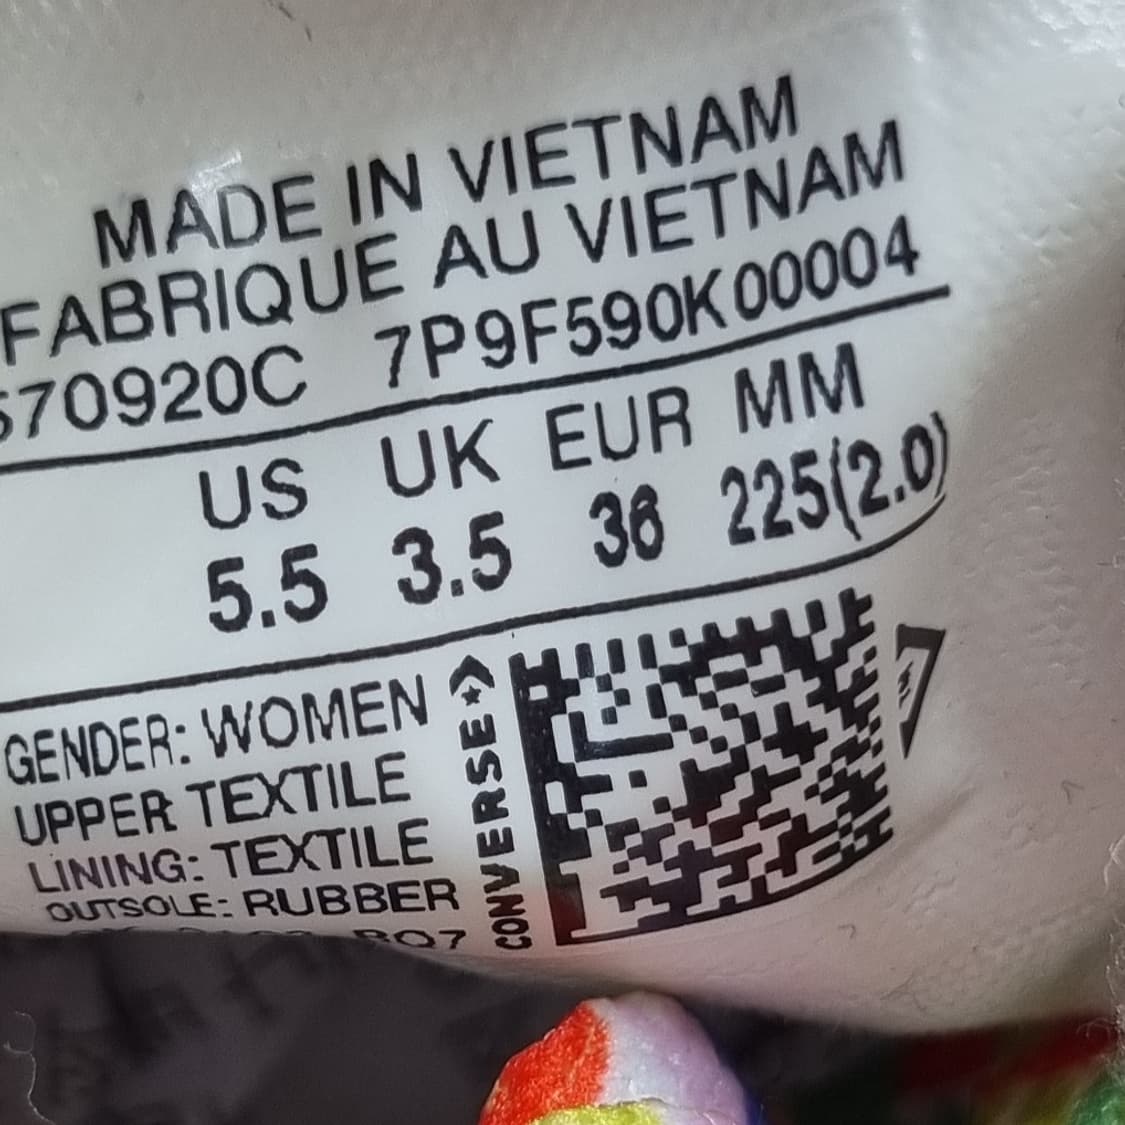 MADE IN VIETNAM
FABRIQUE AU VIETNAM
570920C 7P9F590K00004
US UK EUR MM
5.5 3.5 36 225(2.0)
GENDER: WOMEN
UPPER TEXTILE
LINING: TEXTILE
OUTSOLE: RUBBER
CONVERSE